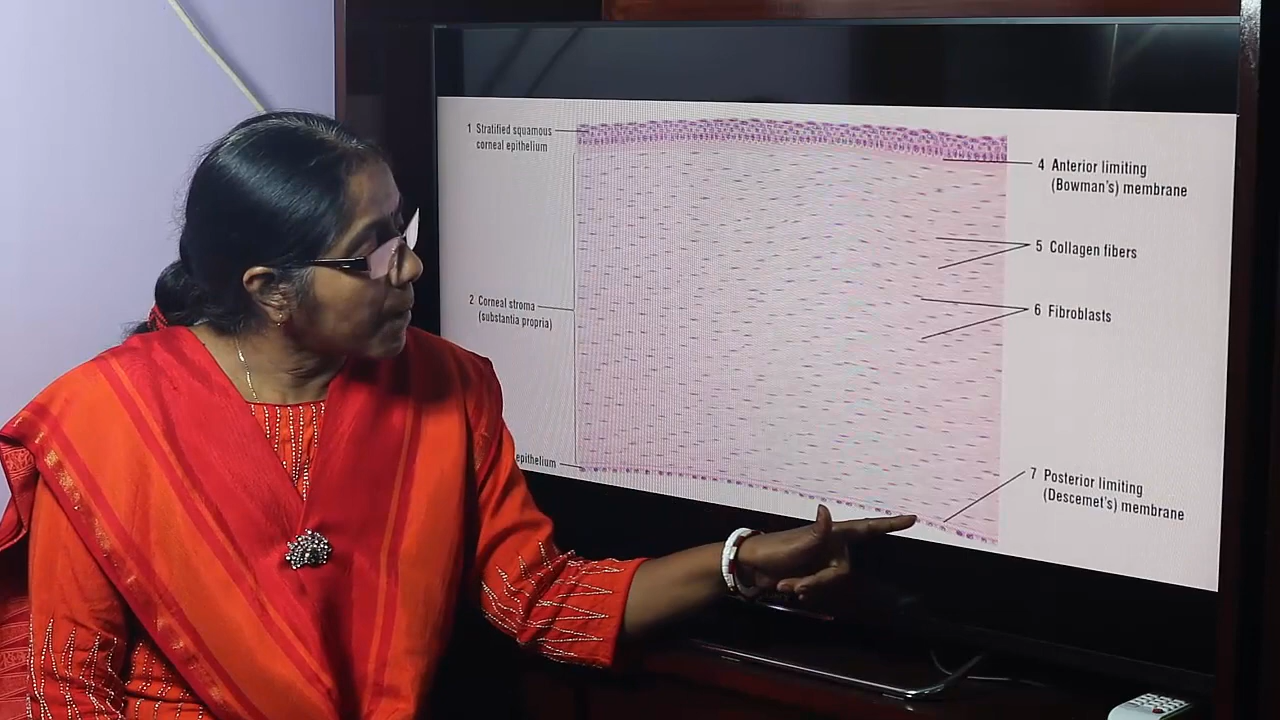 1 Stratified squamous
corneal epithelium
2 Corneal stroma
(substantia propria)
epithelium
4 Anterior limiting
(Bowman's) membrane
5 Collagen fibers
6 Fibroblasts
7 Posterior limiting
(Descemet's) membrane